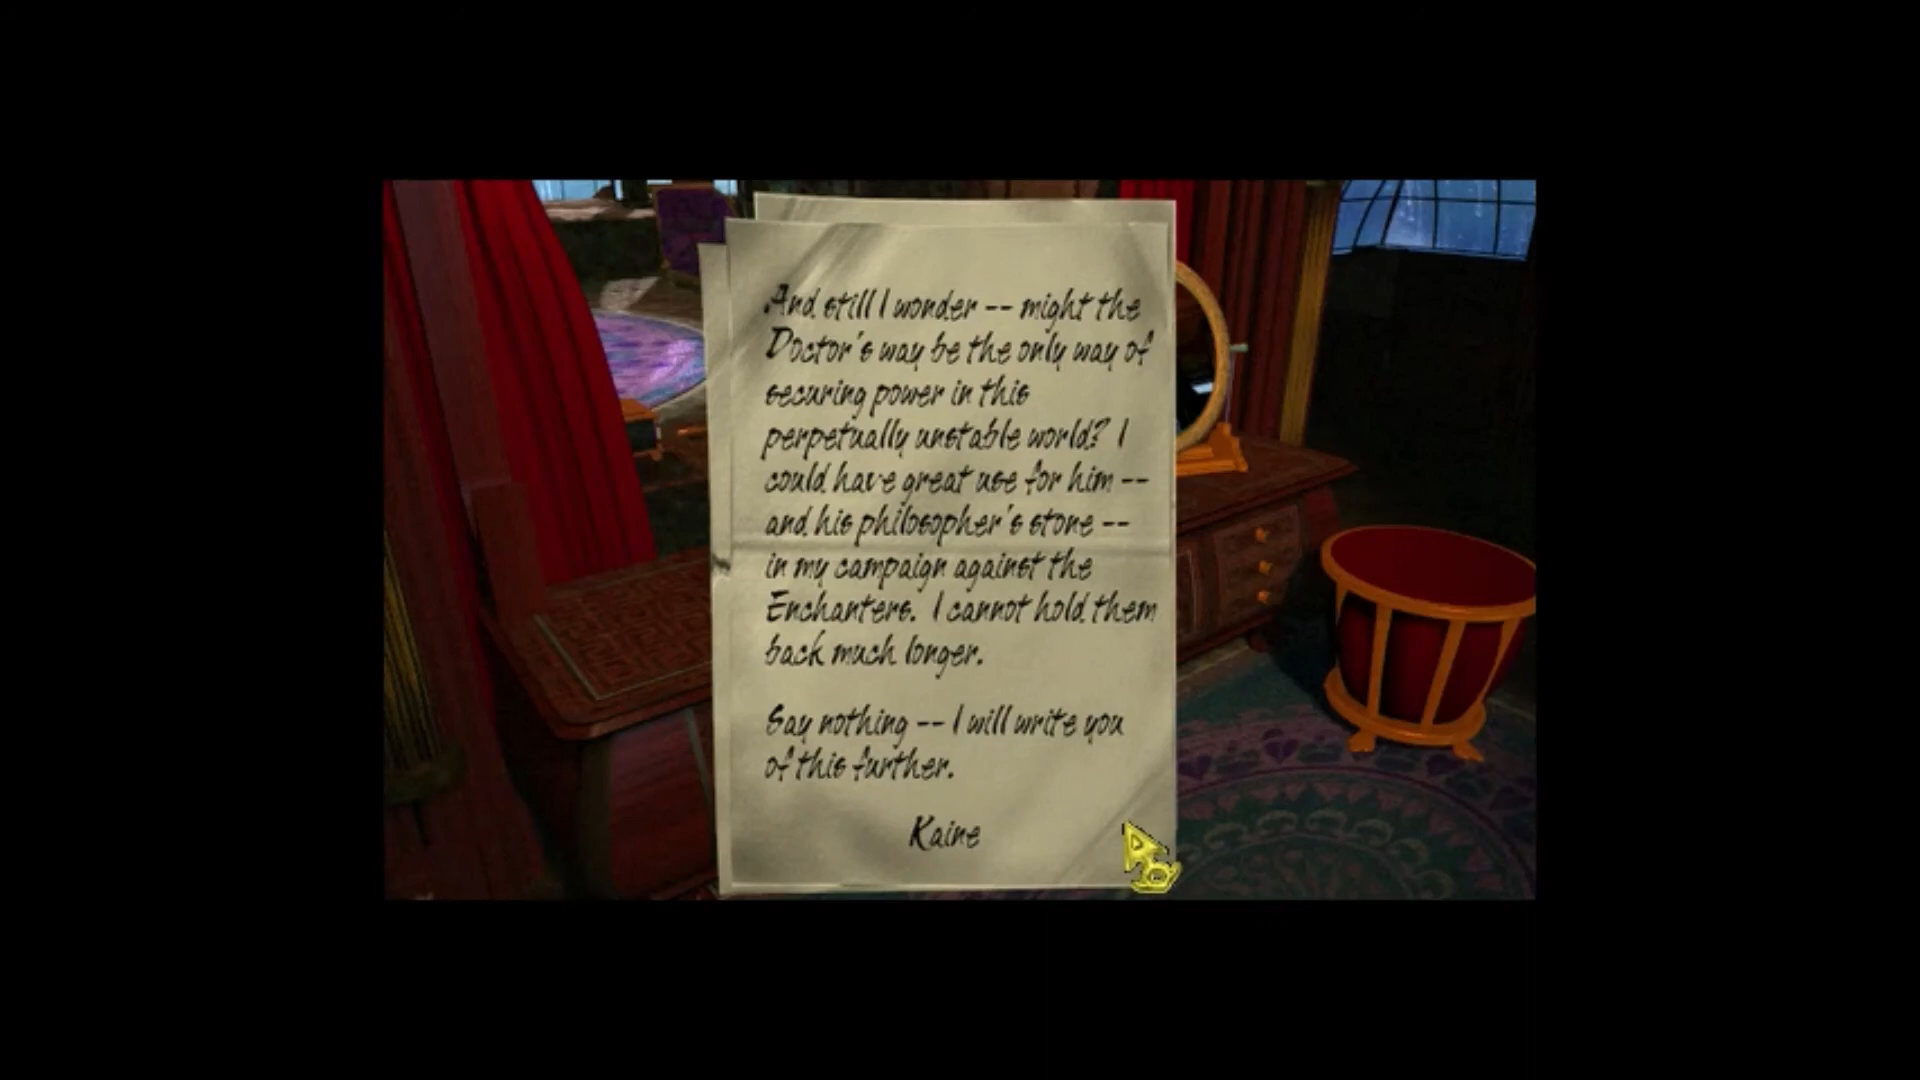 And still I wonder -- might the
Doctor's way be the only way of
securing power in this
perpetually unstable world? I
could have great use for him --
and his philosopher's stone --
in my campaign against the
Enchanters. I cannot hold them
back much longer.
Say nothing -- I will write you
of this further.
Kaine